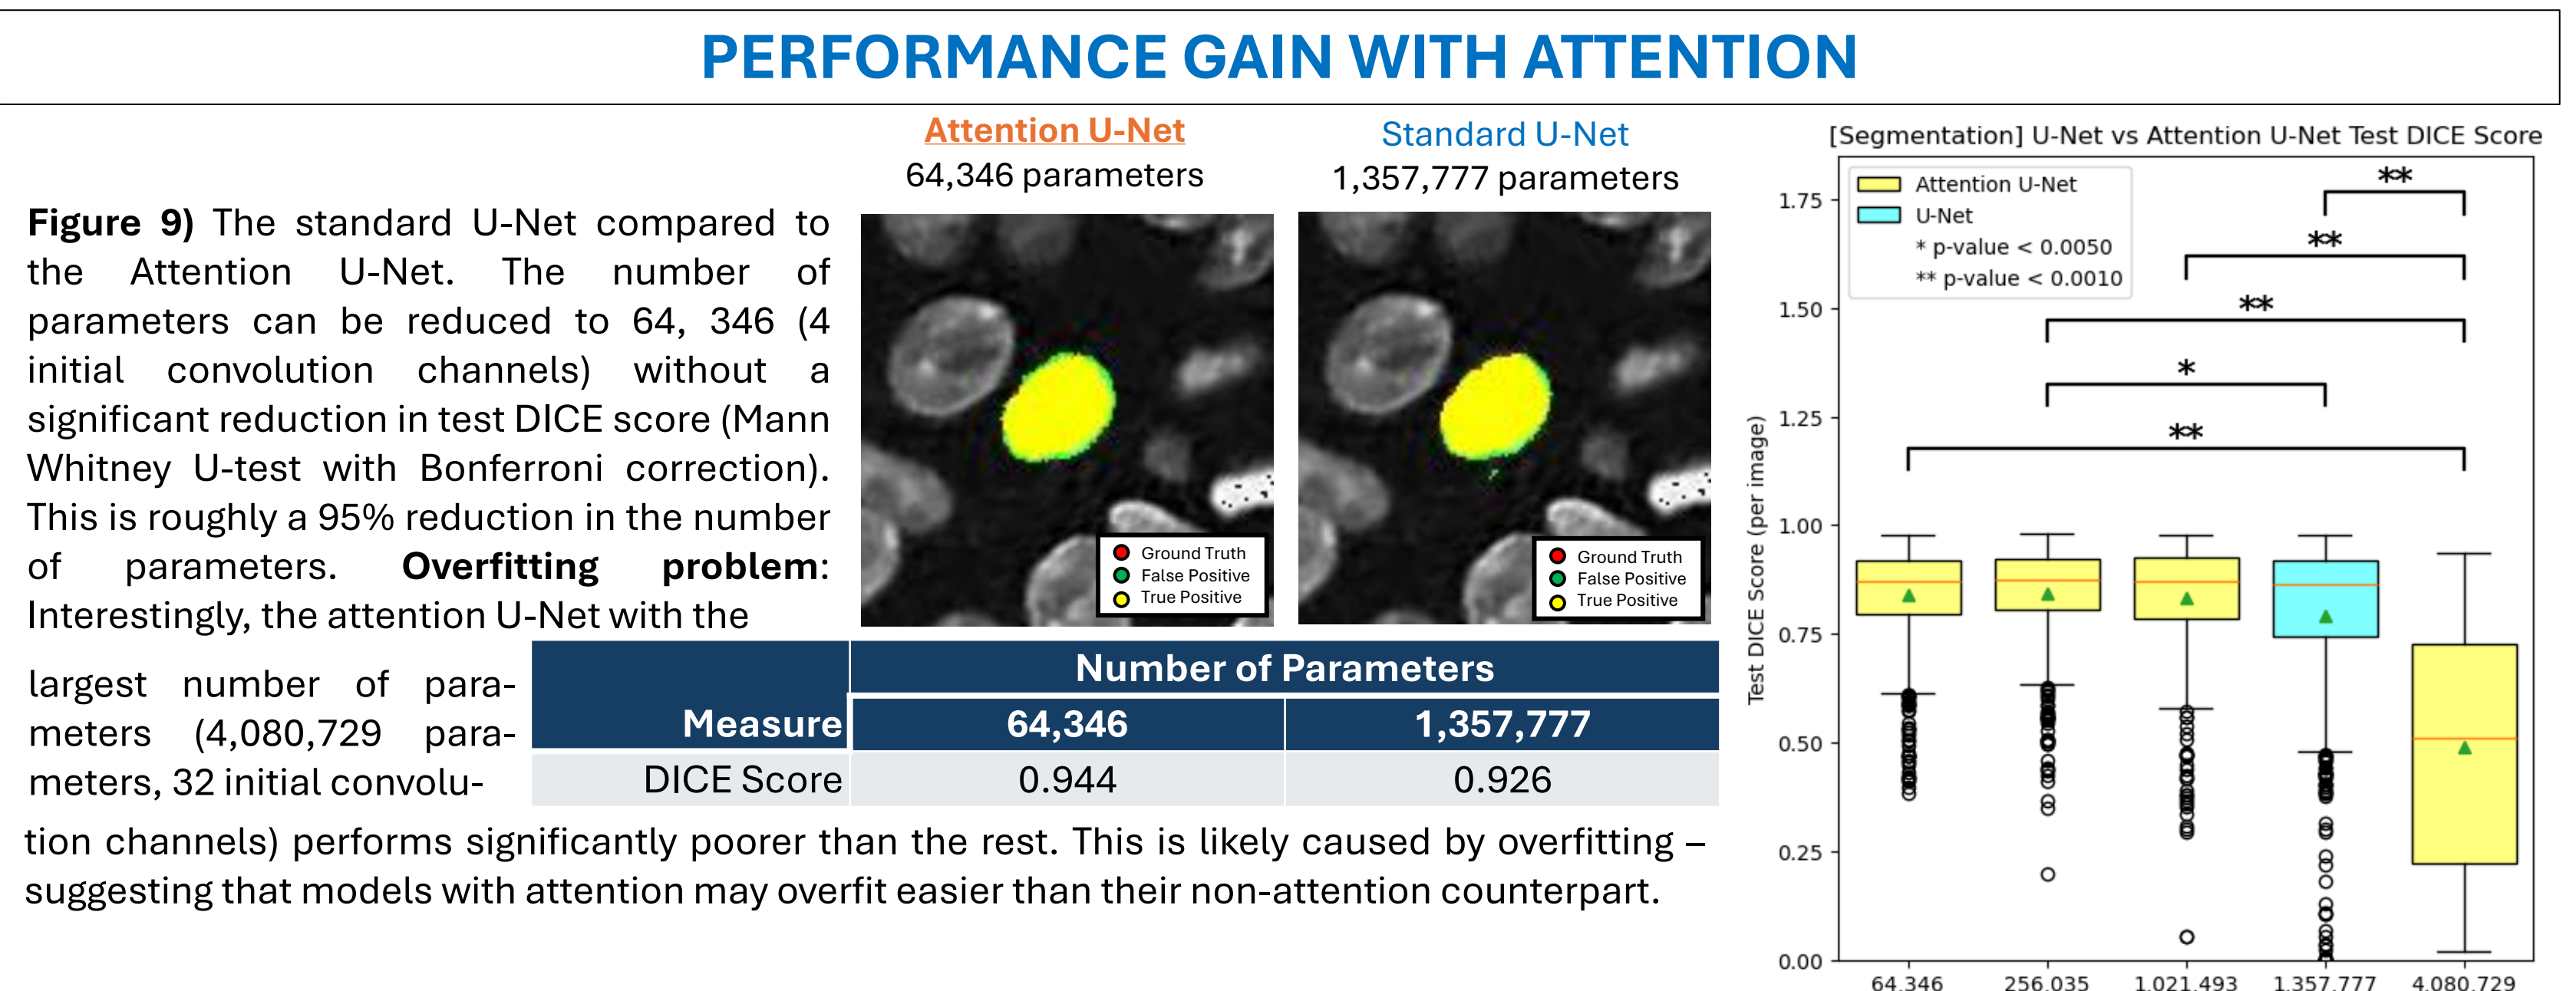 PERFORMANCE GAIN WITH ATTENTION
Figure 9) The standard U-Net compared to
the Attention U-Net. The number of
parameters can be reduced to 64, 346 (4
initial convolution channels) without a
significant reduction in test DICE score (Mann
Whitney U-test with Bonferroni correction).
This is roughly a 95% reduction in the number
of parameters. Overfitting problem:
Interestingly, the attention U-Net with the
largest number of para-
meters (4,080,729 para-
meters, 32 initial convolu-
tion channels) performs significantly poorer than the rest. This is likely caused by overfitting –
suggesting that models with attention may overfit easier than their non-attention counterpart.
Attention U-Net
64,346 parameters
Ground Truth
False Positive
True Positive
Standard U-Net
1,357,777 parameters
Ground Truth
False Positive
True Positive
Number of Parameters
Measure 64,346 1,357,777
DICE Score 0.944 0.926
[Segmentation] U-Net vs Attention U-Net Test DICE Score
Attention U-Net
U-Net
* p-value < 0.0050
** p-value < 0.0010
**
**
**
*
**
Test DICE Score (per image)
1.75
1.50
1.25
1.00
0.75
0.50
0.25
0.00
64,346 256,035 1,021,493 1,357,777 4,080,729